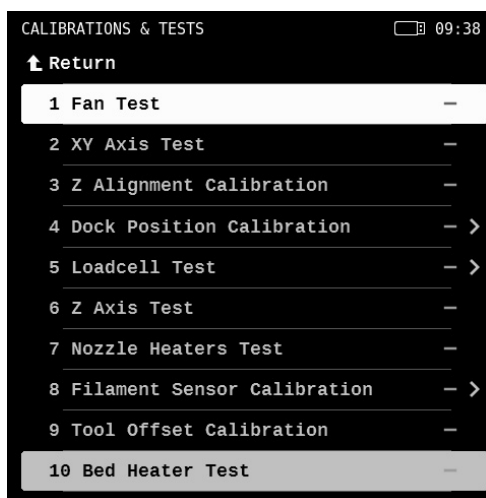 CALIBRATIONS & TESTS 09:38
Return
1 Fan Test –
2 XY Axis Test –
3 Z Alignment Calibration –
4 Dock Position Calibration – >
5 Loadcell Test – >
6 Z Axis Test –
7 Nozzle Heaters Test –
8 Filament Sensor Calibration – >
9 Tool Offset Calibration –
10 Bed Heater Test –